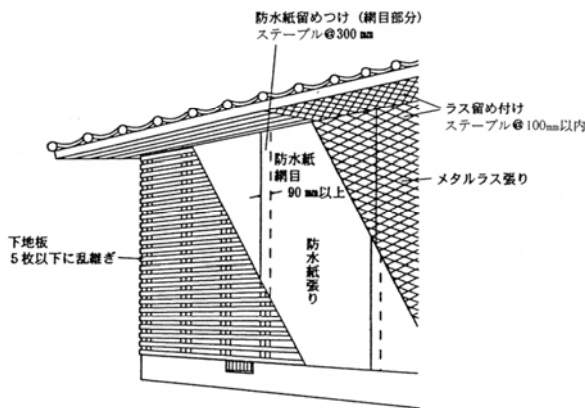 防水紙留めつけ（網目部分）
ステープル＠300㎜
ラス留め付け
ステープル＠100㎜以内
防水紙
網目
90㎜以上
メタルラス張り
下地板
5枚以下に乱継ぎ
防水紙張り